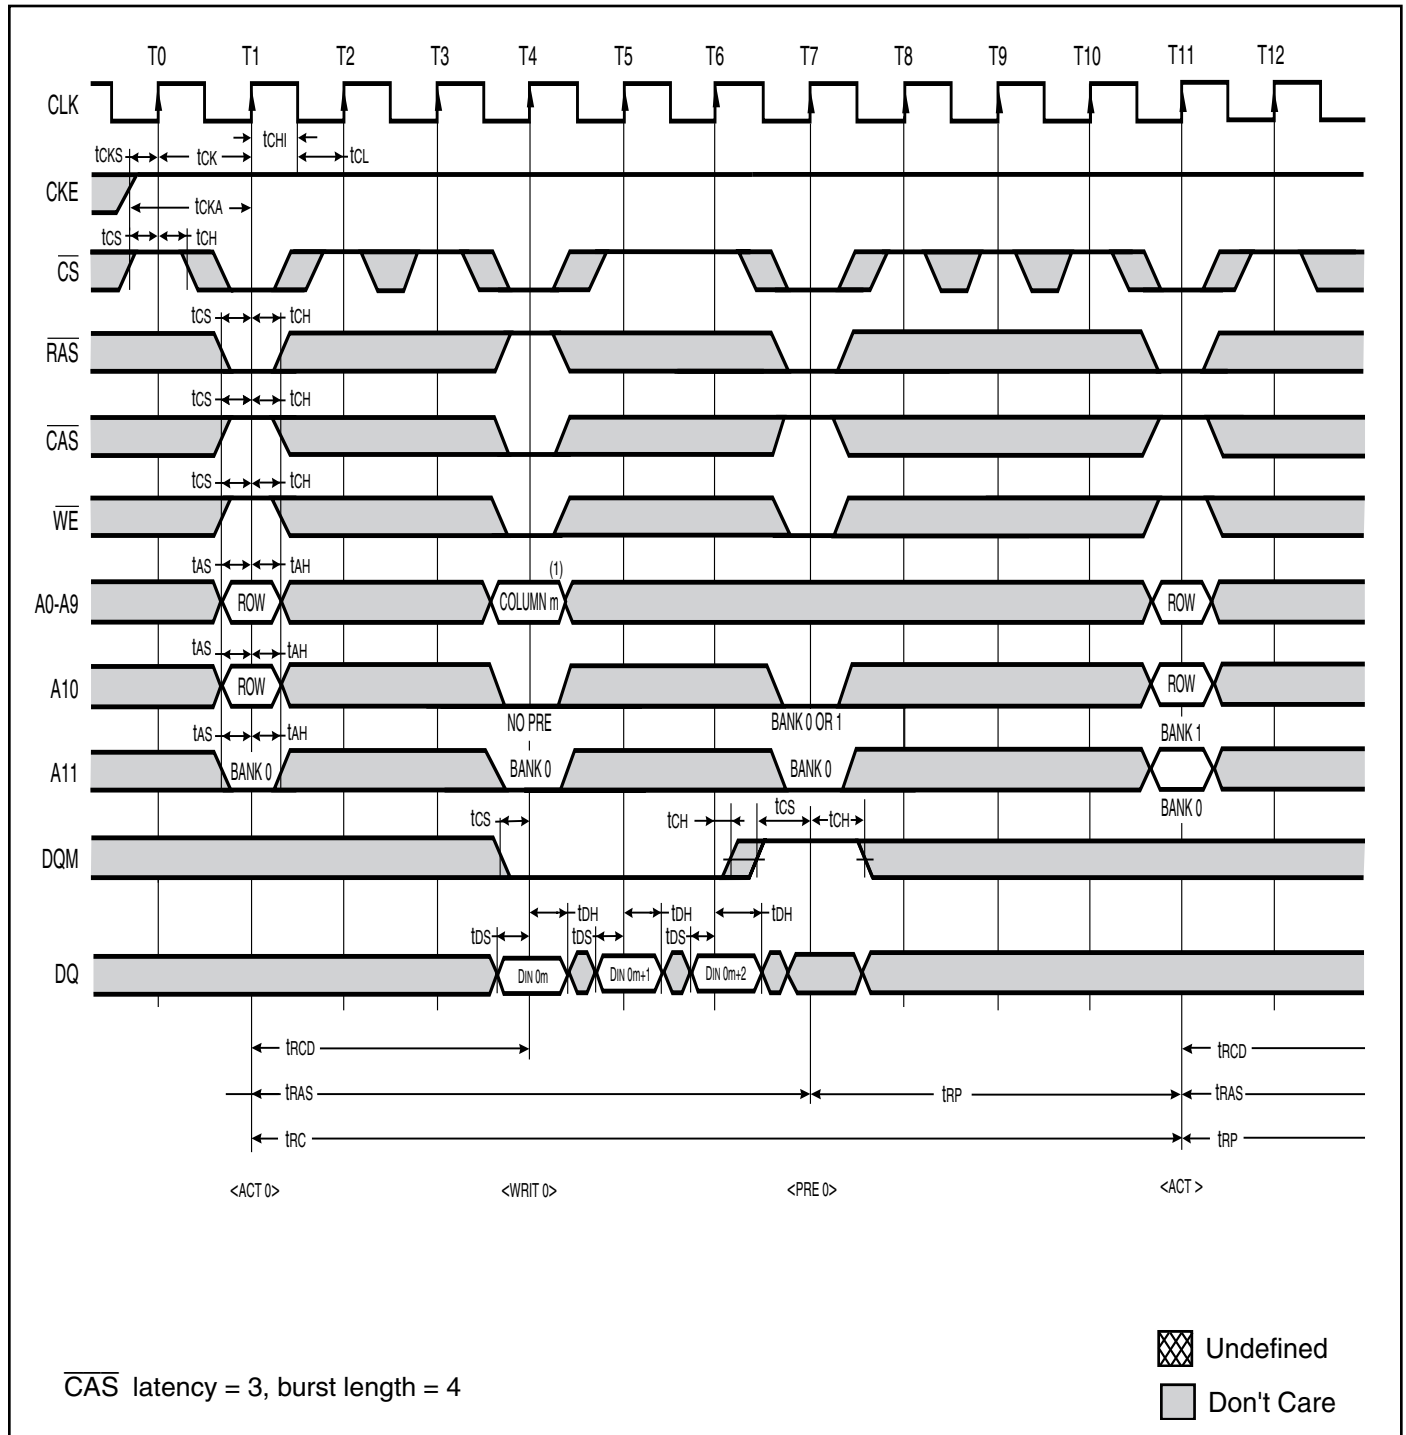 T0 T1 T2 T3 T4 T5 T6 T7 T8 T9 T10 T11 T12
CLK
tCHI
tCKS tCK tCL
CKE
tCKA
tCS tCH
CS
tCS tCH
RAS
tCS tCH
CAS
tCS tCH
WE
tAS tAH (1)
A0-A9 ROW COLUMN m ROW
tAS tAH
A10 ROW ROW
NO PRE BANK 0 OR 1
tAS tAH BANK 1
A11 BANK 0 BANK 0 BANK 0
BANK 0
tCS tCH tCS tCH
DQM
tDH tDH tDH
tDS tDS tDS
DQ DIN 0m DIN 0m+1 DIN 0m+2
tRCD tRCD
tRAS tRP tRAS
tRC tRP
<ACT 0> <WRIT 0> <PRE 0> <ACT >
Undefined
CAS latency = 3, burst length = 4
Don't Care